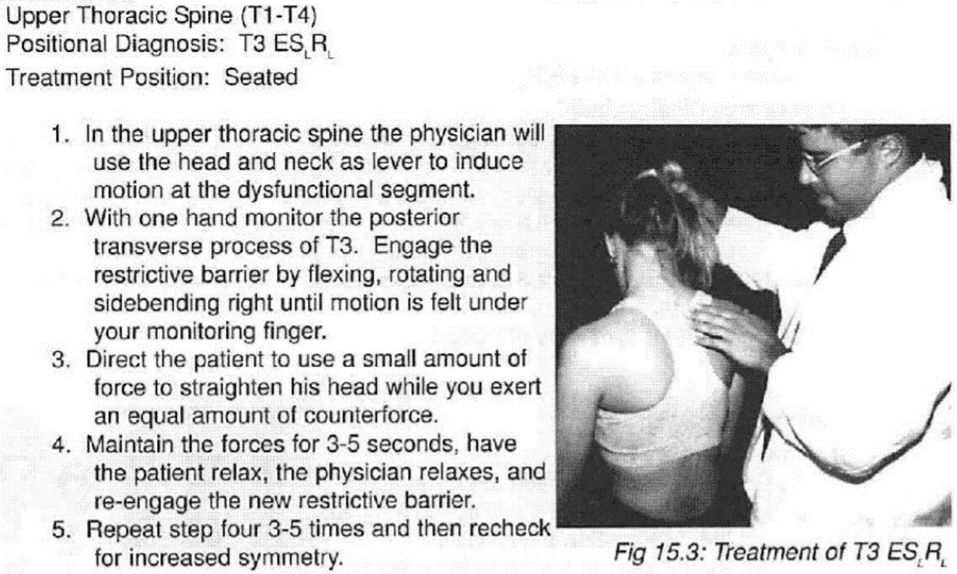 Upper Thoracic Spine (T1-T4)
Positional Diagnosis: T3 ES_L R_L
Treatment Position: Seated
1. In the upper thoracic spine the physician will
use the head and neck as lever to induce
motion at the dysfunctional segment.
2. With one hand monitor the posterior
transverse process of T3. Engage the
restrictive barrier by flexing, rotating and
sidebending right until motion is felt under
your monitoring finger.
3. Direct the patient to use a small amount of
force to straighten his head while you exert
an equal amount of counterforce.
4. Maintain the forces for 3-5 seconds, have
the patient relax, the physician relaxes, and
re-engage the new restrictive barrier.
5. Repeat step four 3-5 times and then recheck
for increased symmetry.
Fig 15.3: Treatment of T3 ES_L R_L